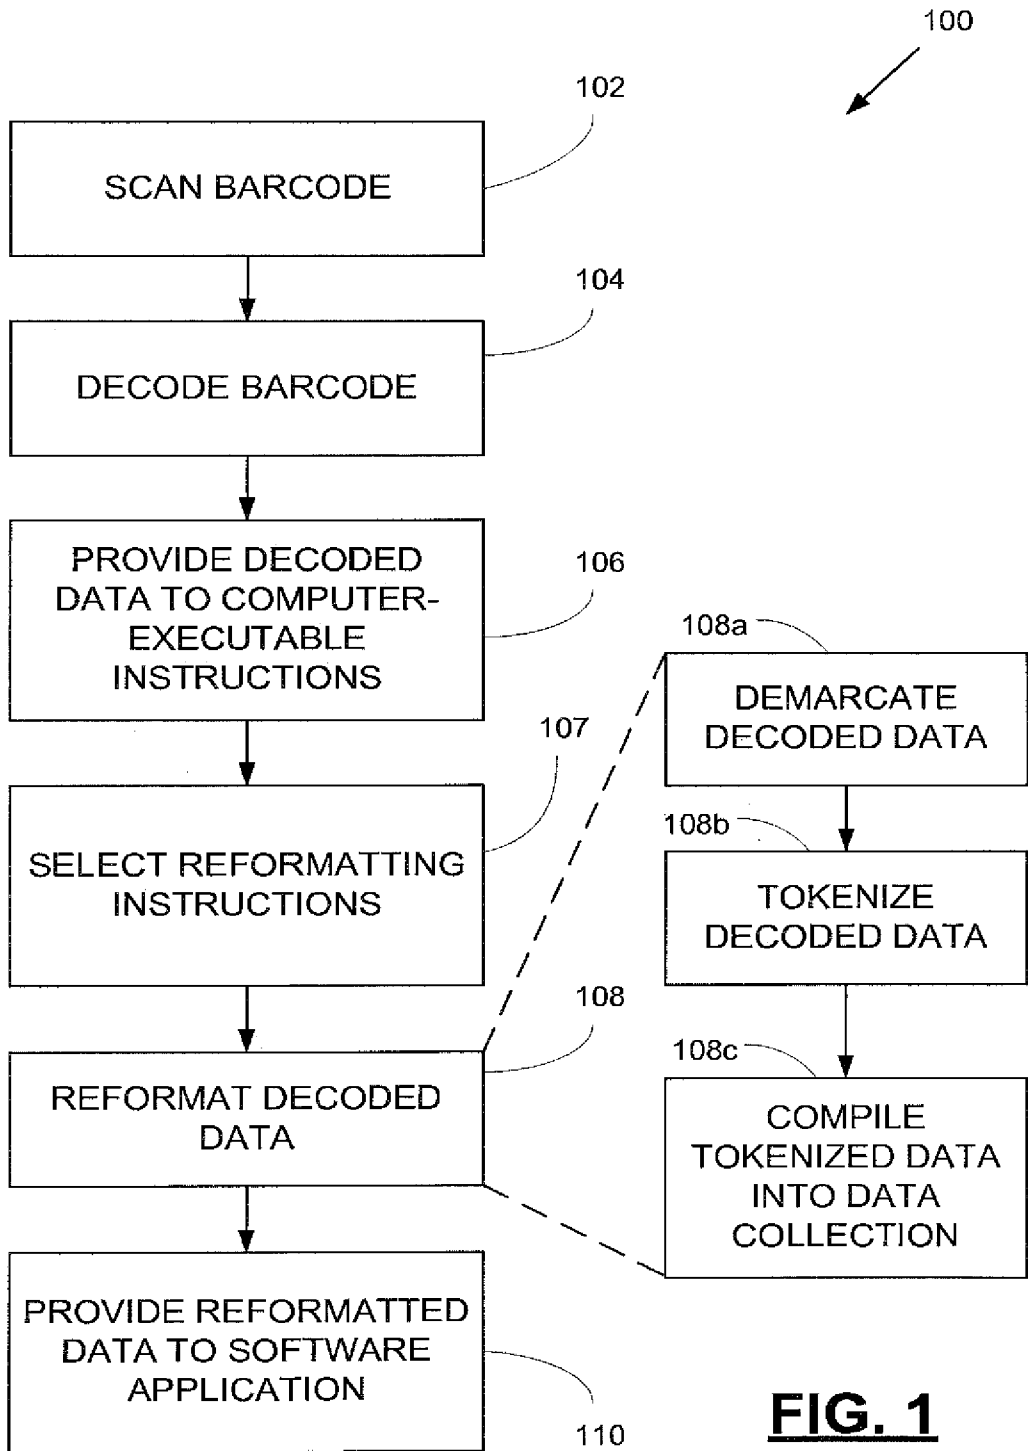 100
102
SCAN BARCODE
104
DECODE BARCODE
PROVIDE DECODED
DATA TO COMPUTER-
EXECUTABLE
INSTRUCTIONS
106
107
SELECT REFORMATTING
INSTRUCTIONS
108
REFORMAT DECODED
DATA
PROVIDE REFORMATTED
DATA TO SOFTWARE
APPLICATION
110
108a
DEMARCATE
DECODED DATA
108b
TOKENIZE
DECODED DATA
108c
COMPILE
TOKENIZED DATA
INTO DATA
COLLECTION
FIG. 1